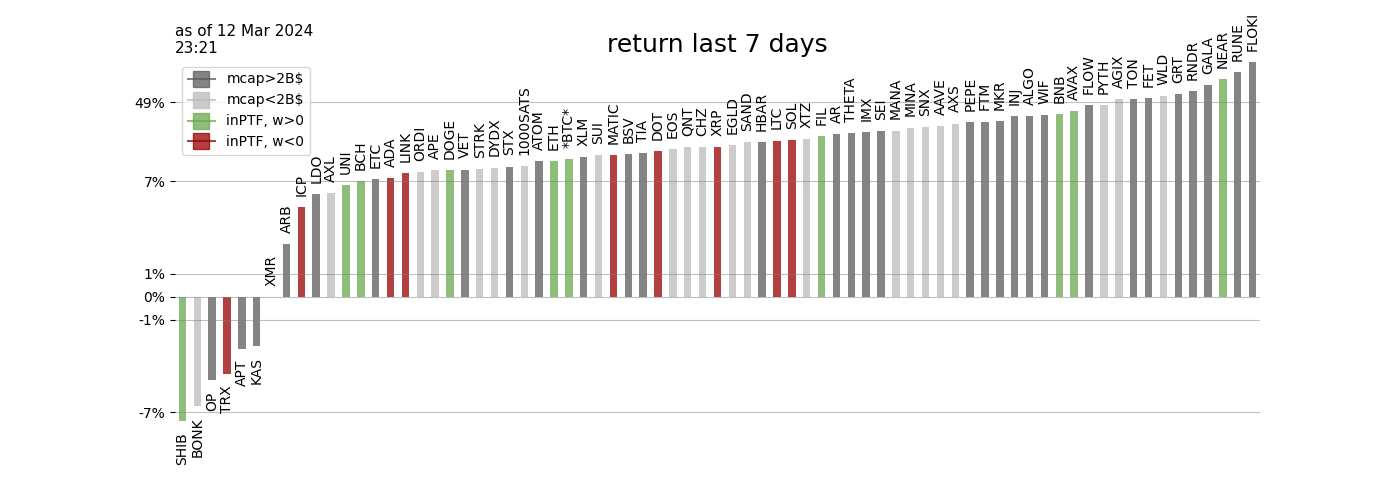 as of 12 Mar 2024
23:21
return last 7 days
mcap>2B$
mcap<2B$
inPTF, w>0
inPTF, w<0
49%
7%
1%
0%
-1%
-7%
SHIB
BONK
OP
TRX
APT
KAS
XMR
ARB
ICP
LDO
AXL
UNI
BCH
ETC
ADA
LINK
ORDI
APE
DOGE
VET
STRK
DYDX
STX
1000SATS
ATOM
ETH
*BTC*
XLM
SUI
MATIC
BSV
TIA
DOT
EOS
QNT
CHZ
XRP
EGLD
SAND
HBAR
LTC
SOL
XTZ
FIL
AR
THETA
IMX
SEI
MANA
MINA
SNX
AAVE
AXS
PEPE
FTM
MKR
INJ
ALGO
WIF
BNB
AVAX
FLOW
PYTH
AGIX
TON
FET
WLD
GRT
RNDR
GALA
NEAR
RUNE
FLOKI